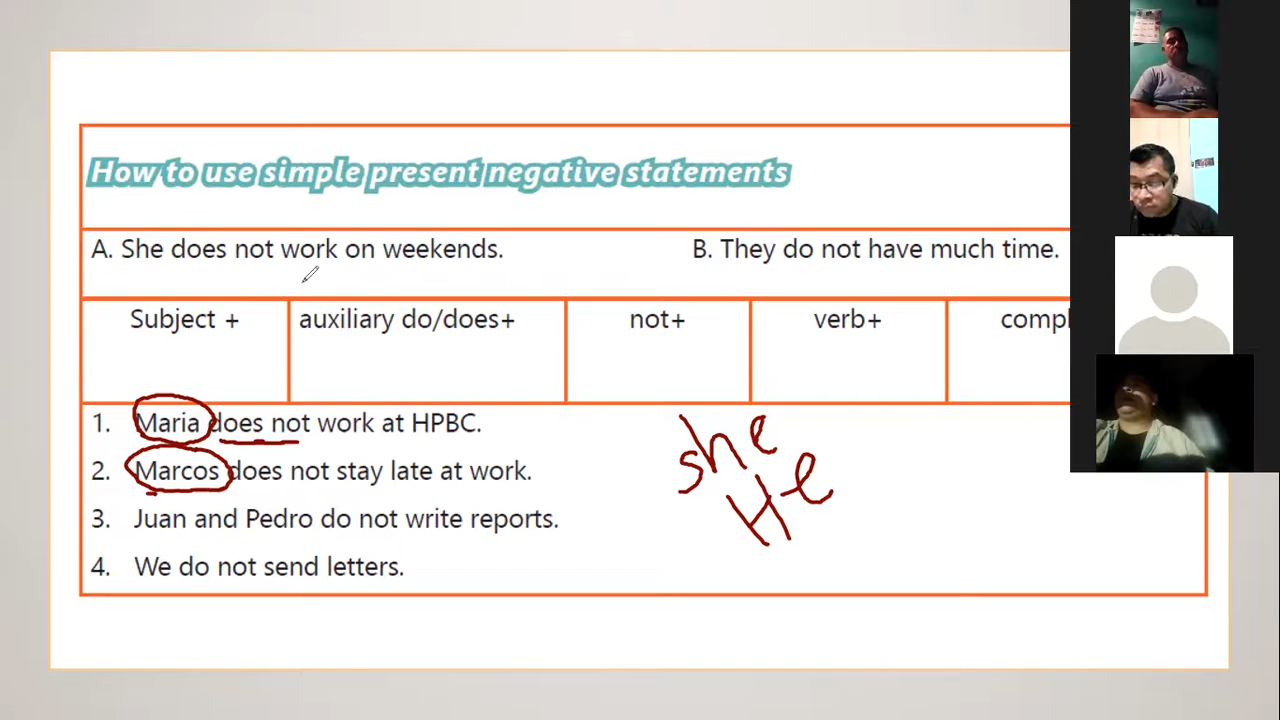 How to use simple present negative statements
A. She does not work on weekends. B. They do not have much time.
Subject + auxiliary do/does+ not+ verb+
1. Maria does not work at HPBC.
2. Marcos does not stay late at work.
3. Juan and Pedro do not write reports.
4. We do not send letters.
she
He